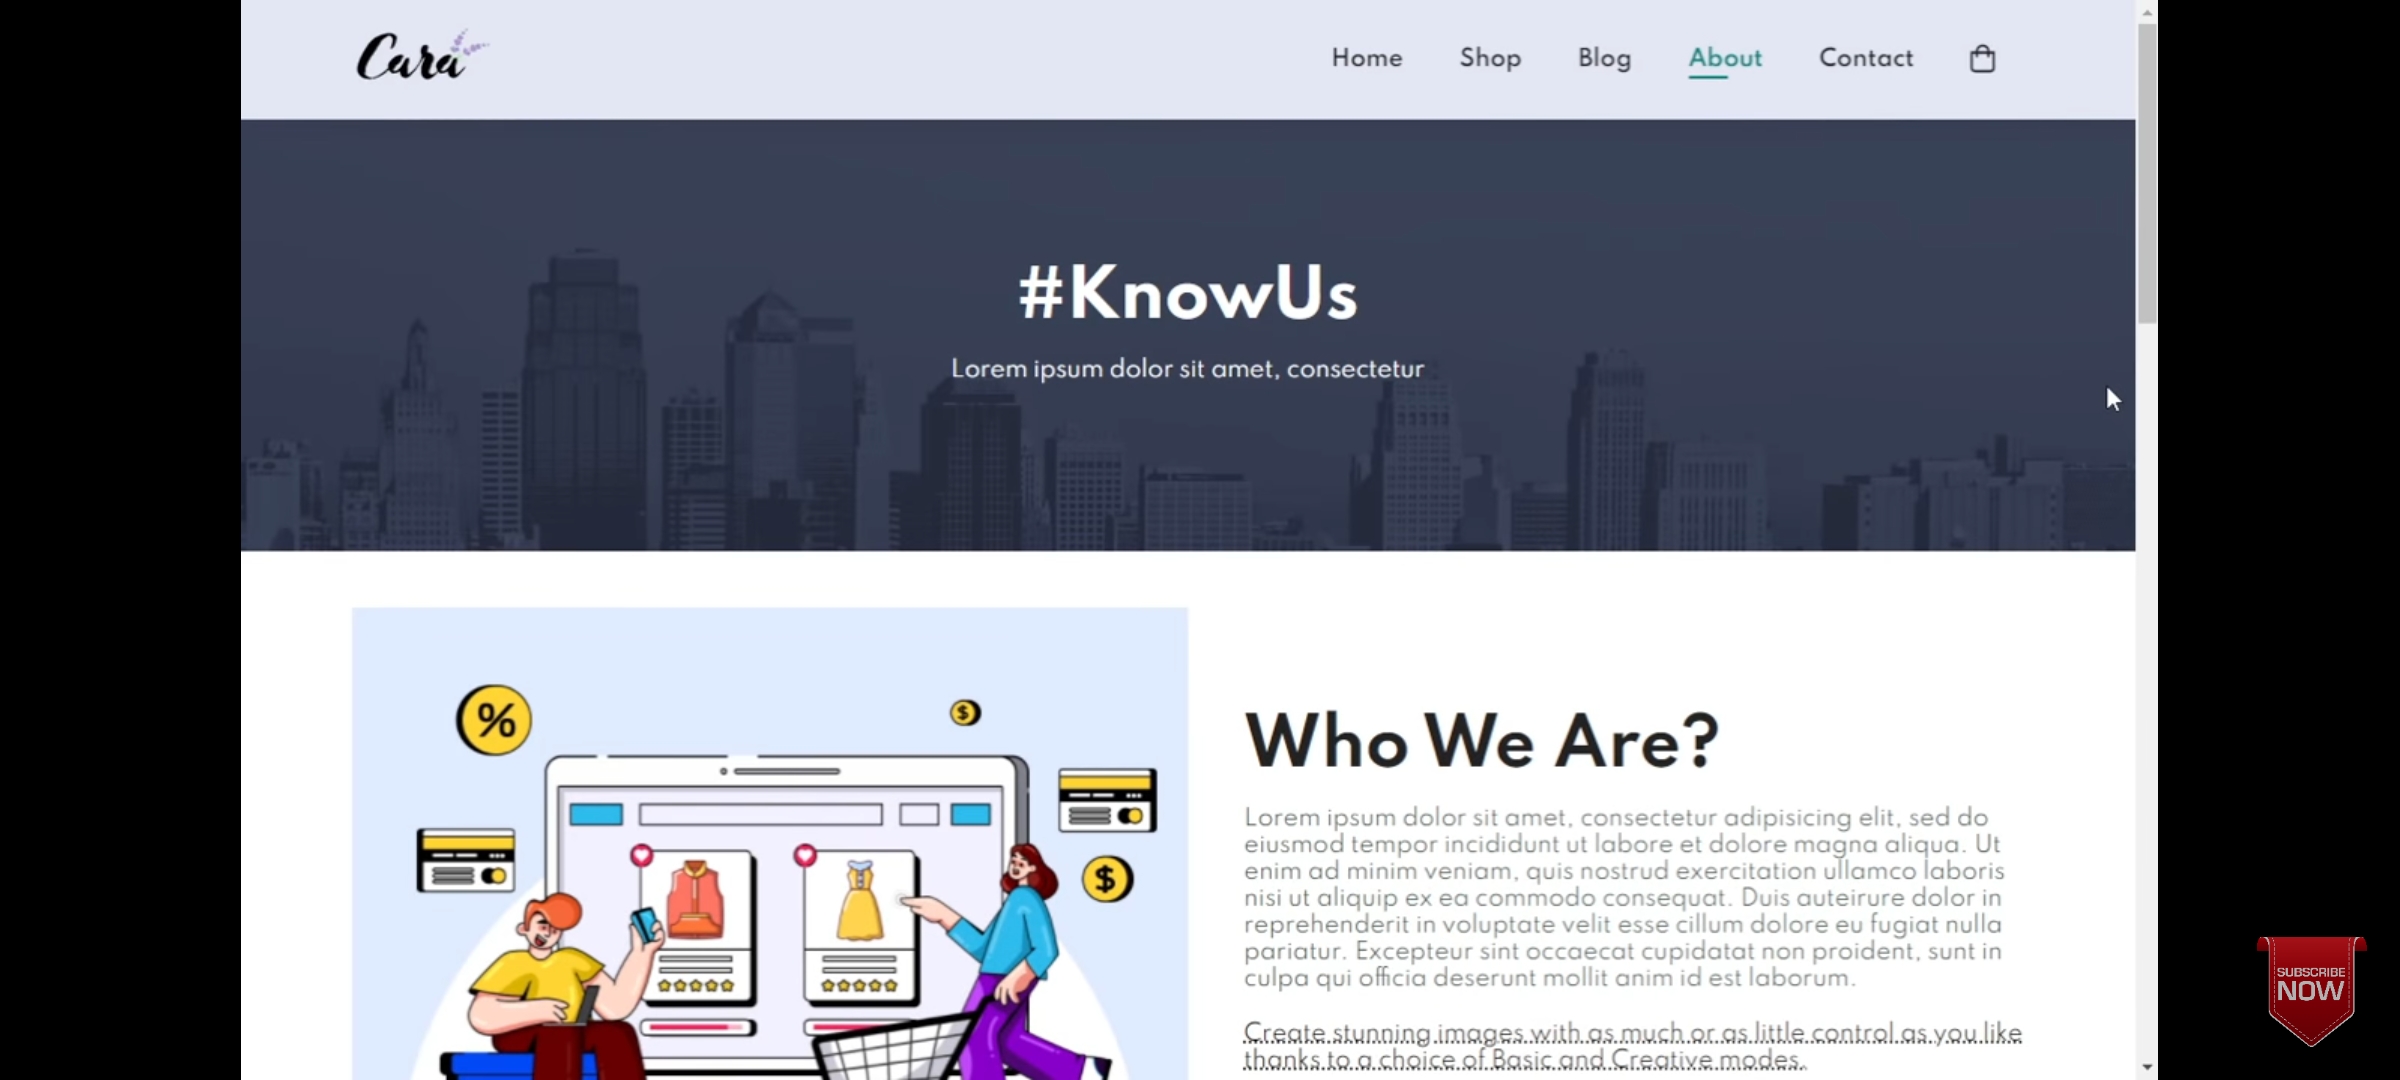 Cara
Home Shop Blog About Contact
#KnowUs
Lorem ipsum dolor sit amet, consectetur
%
$
$
Who We Are?
Lorem ipsum dolor sit amet, consectetur adipisicing elit, sed do
eiusmod tempor incididunt ut labore et dolore magna aliqua. Ut
enim ad minim veniam, quis nostrud exercitation ullamco laboris
nisi ut aliquip ex ea commodo consequat. Duis auteirure dolor in
reprehenderit in voluptate velit esse cillum dolore eu fugiat nulla
pariatur. Excepteur sint occaecat cupidatat non proident, sunt in
culpa qui officia deserunt mollit anim id est laborum.
Create stunning images with as much or as little control as you like
thanks to a choice of Basic and Creative modes.
SUBSCRIBE
NOW